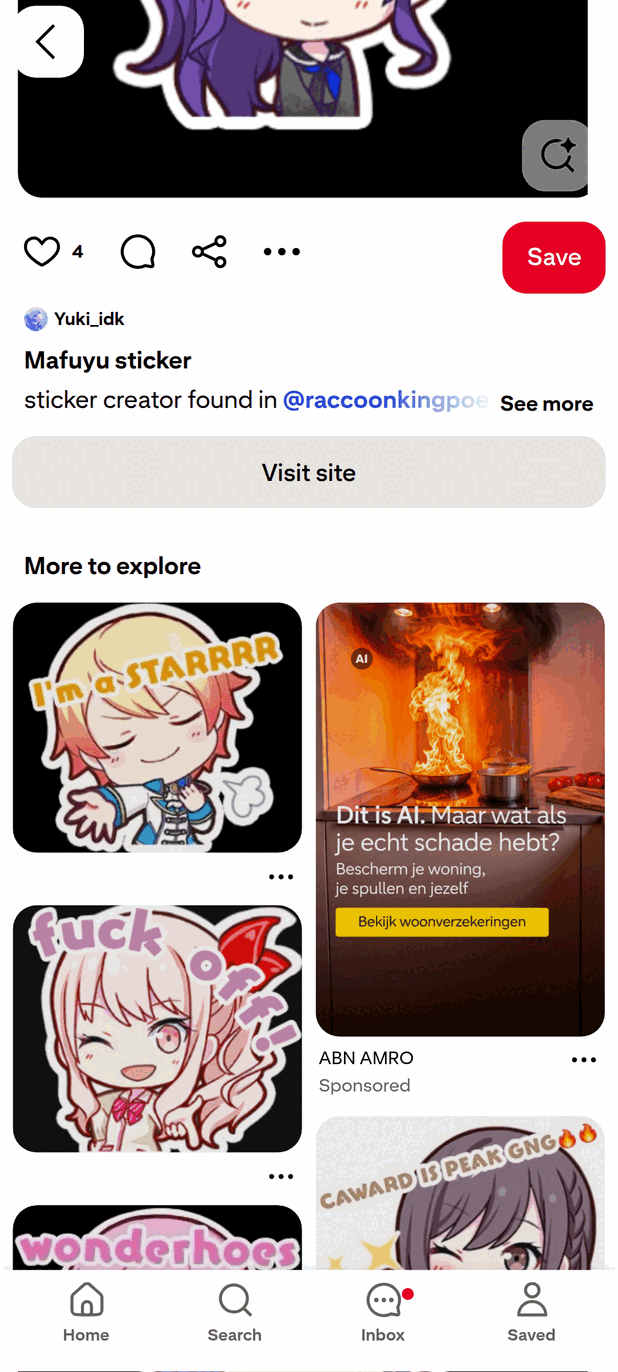 4
Save
Yuki_idk
Mafuyu sticker
sticker creator found in @raccoonkingpoe See more
Visit site
More to explore
I'm a STARRRR
AI
Dit is AI. Maar wat als
je echt schade hebt?
Bescherm je woning,
je spullen en jezelf
Bekijk woonverzekeringen
ABN AMRO
Sponsored
fuck
off!
CAWARD IS PEAK GNG🔥🔥
wonderhoes
Home
Search
Inbox
Saved